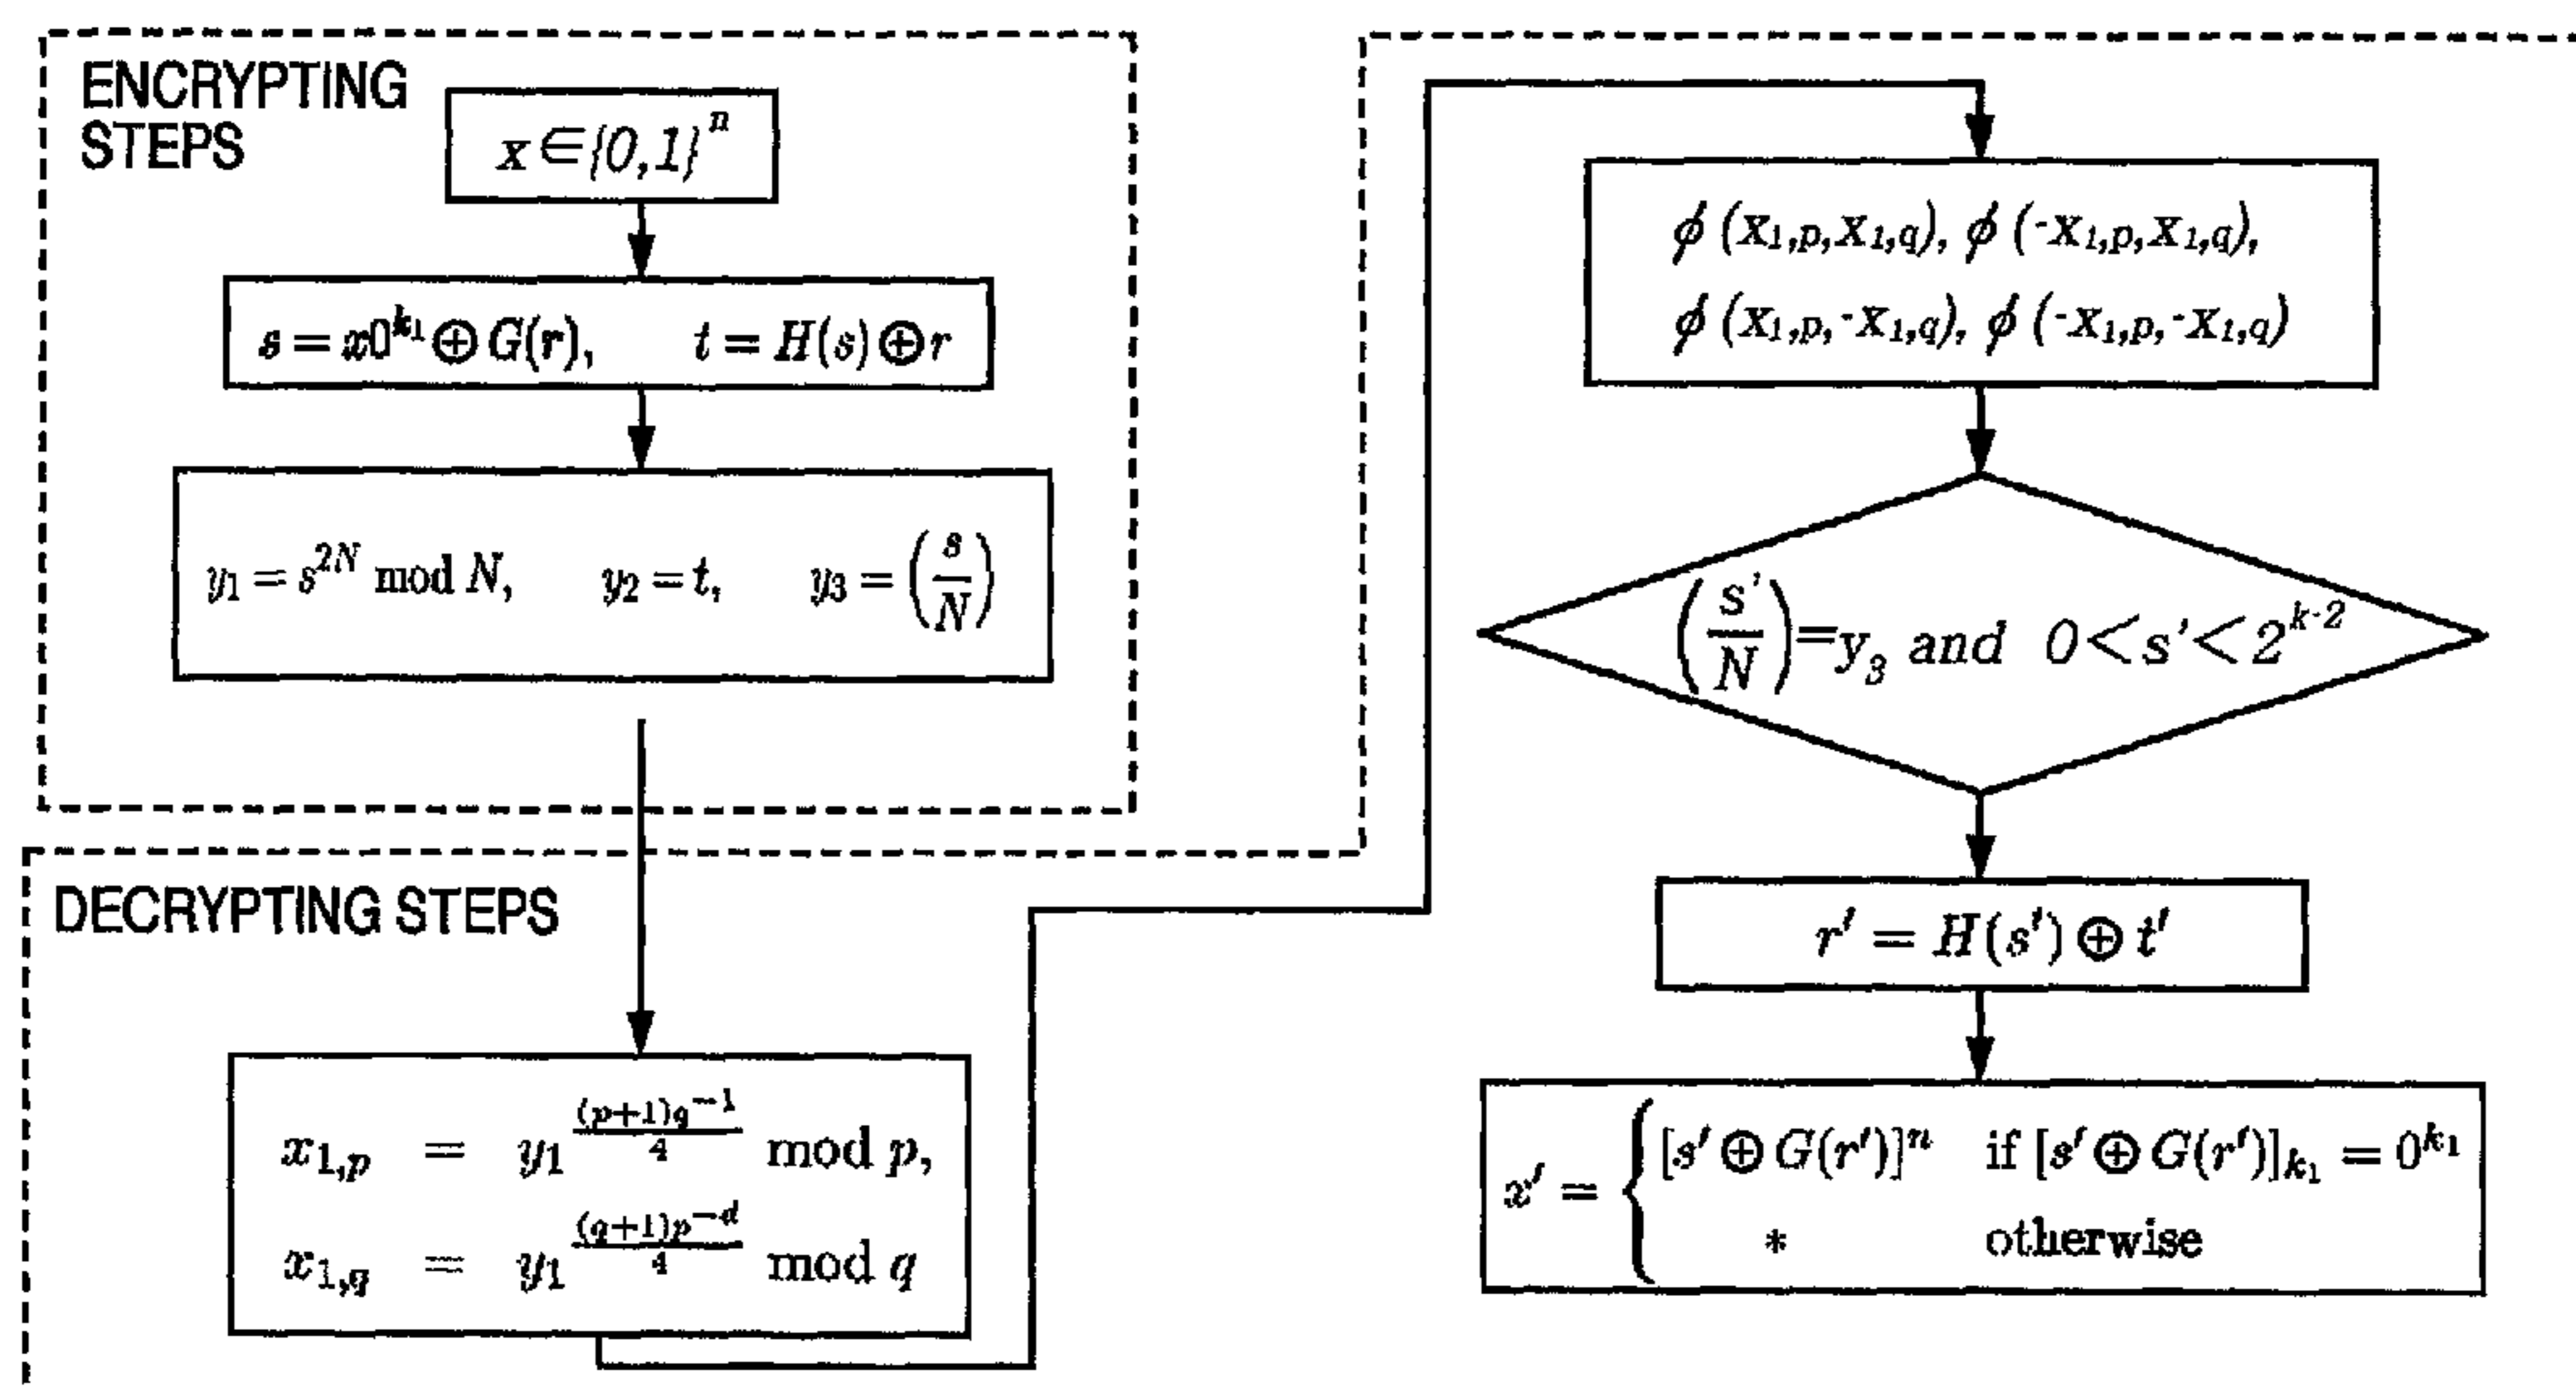 ENCRYPTING
STEPS
x ∈ {0,1}^n
s = x0^{k_1} ⊕ G(r), t = H(s) ⊕ r
y_1 = s^{2N} mod N, y_2 = t, y_3 = (s/N)
DECRYPTING STEPS
x_{1,p} = y_1^{(p+1)q^{-1}/4} mod p,
x_{1,q} = y_1^{(q+1)p^{-d}/4} mod q
ϕ (x_{1,p}, x_{1,q}), ϕ (-x_{1,p}, x_{1,q}),
ϕ (x_{1,p}, -x_{1,q}), ϕ (-x_{1,p}, -x_{1,q})
(s'/N) = y_3 and 0 < s' < 2^{k-2}
r' = H(s') ⊕ t'
x' = { [s' ⊕ G(r')]^n if [s' ⊕ G(r')]_{k_1} = 0^{k_1}
* otherwise